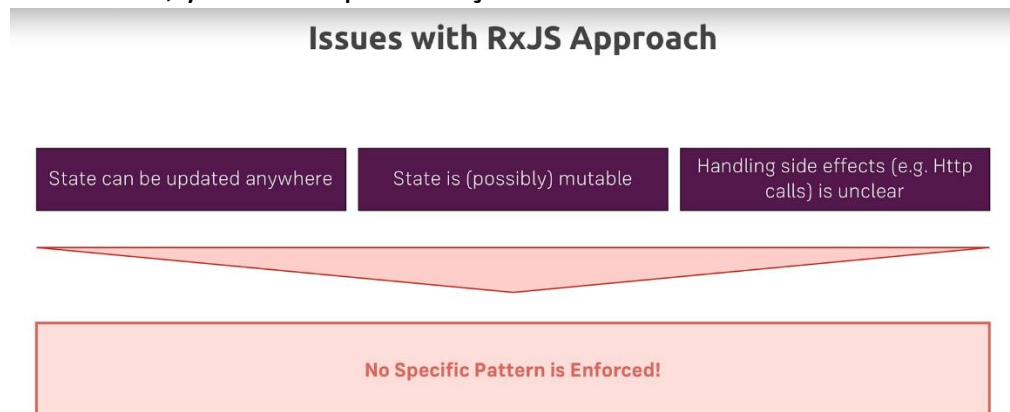 Issues with RxJS Approach
State can be updated anywhere
State is (possibly) mutable
Handling side effects (e.g. Http
calls) is unclear
No Specific Pattern is Enforced!